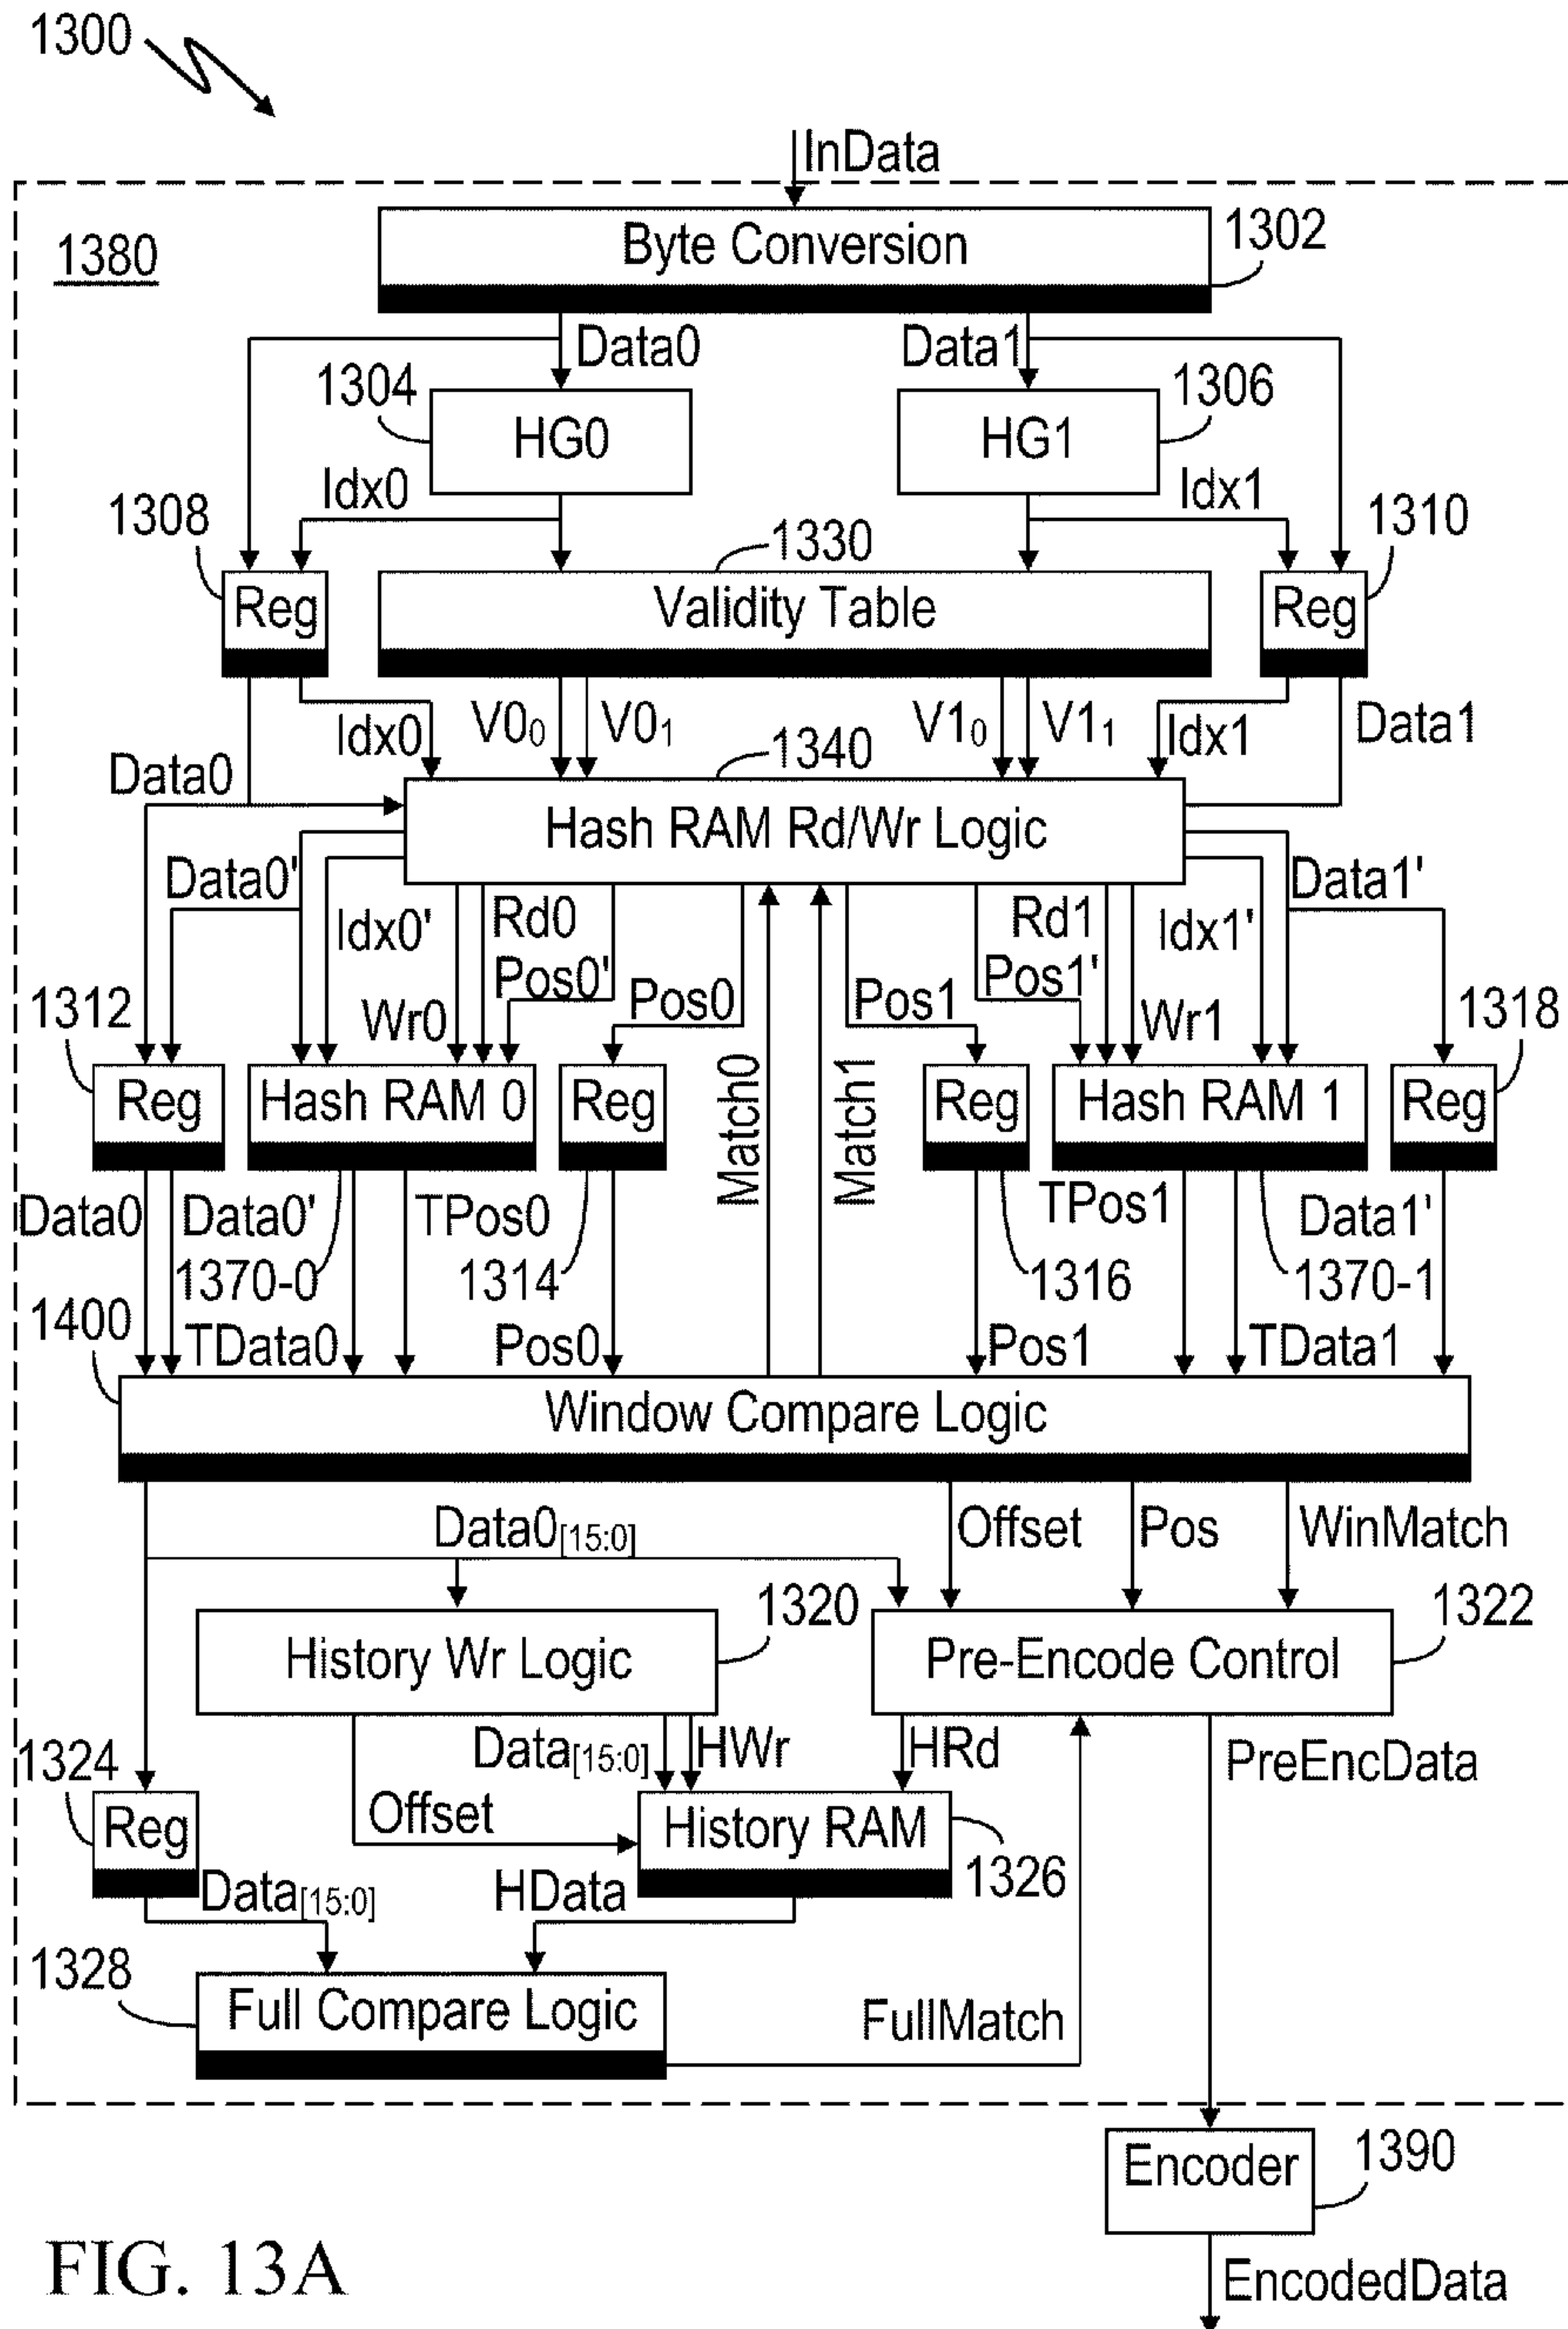 1300
InData
1380
Byte Conversion
1302
Data0
Data1
1304
HG0
HG1
1306
Idx0
Idx1
1308
1330
1310
Reg
Validity Table
Reg
Idx0
V0₀
V0₁
V1₀
V1₁
Idx1
Data1
Data0
1340
Hash RAM Rd/Wr Logic
Data0'
Data1'
Idx0'
Rd0
Rd1
Idx1'
Pos0'
Pos1'
Pos0
Pos1
1312
Wr0
Wr1
1318
Reg
Hash RAM 0
Reg
Match0
Match1
Reg
Hash RAM 1
Reg
Data0
Data0'
TPos0
TPos1
Data1'
1370-0
1314
1316
1370-1
1400
TData0
Pos0
Pos1
TData1
Window Compare Logic
Data0[15:0]
Offset
Pos
WinMatch
1320
1322
History Wr Logic
Pre-Encode Control
1324
Data[15:0]
HWr
HRd
PreEncData
Reg
Offset
History RAM
Data[15:0]
HData
1326
1328
Full Compare Logic
FullMatch
Encoder
1390
FIG. 13A
EncodedData